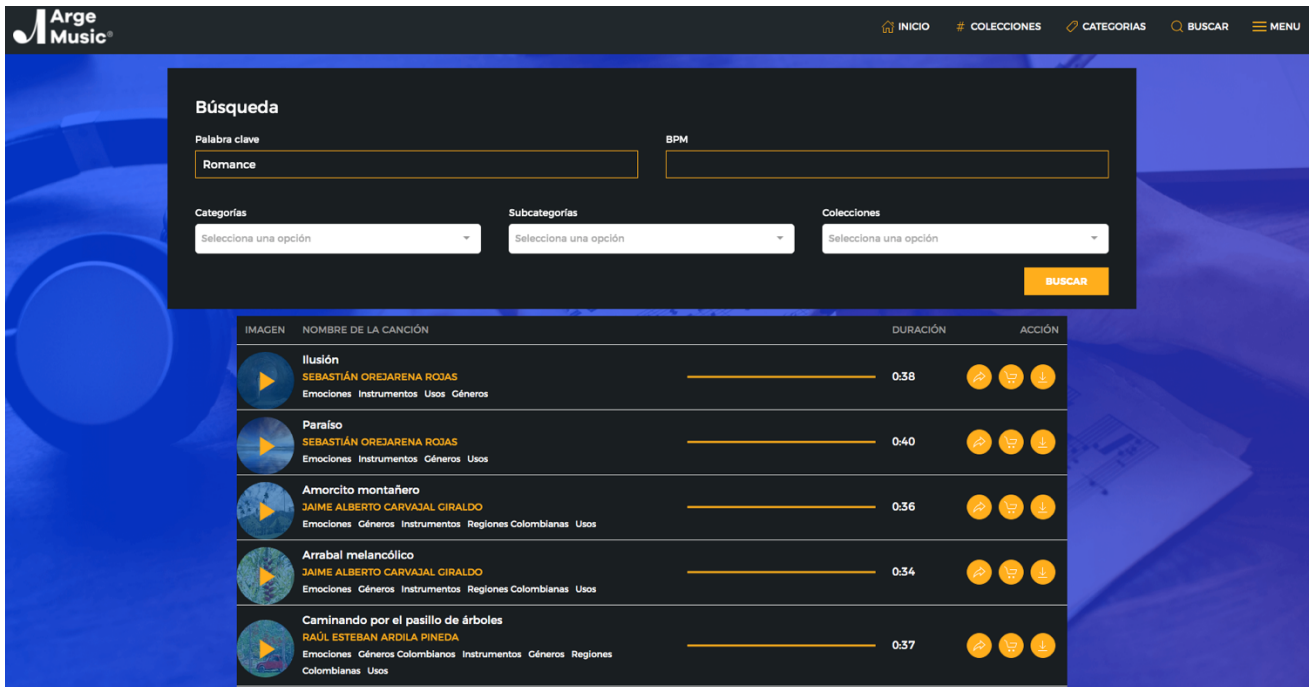 Arge
Music®
INICIO
# COLECCIONES
CATEGORIAS
BUSCAR
MENU
Búsqueda
Palabra clave
BPM
Romance
Categorías
Subcategorías
Colecciones
Selecciona una opción
Selecciona una opción
Selecciona una opción
BUSCAR
IMAGEN NOMBRE DE LA CANCIÓN DURACIÓN ACCIÓN
Ilusión
SEBASTIÁN OREJARENA ROJAS
0:38
Emociones Instrumentos Usos Géneros
Paraíso
SEBASTIÁN OREJARENA ROJAS
0:40
Emociones Instrumentos Géneros Usos
Amorcito montañero
JAIME ALBERTO CARVAJAL GIRALDO
0:36
Emociones Géneros Instrumentos Regiones Colombianas Usos
Arrabal melancólico
JAIME ALBERTO CARVAJAL GIRALDO
0:34
Emociones Géneros Instrumentos Regiones Colombianas Usos
Caminando por el pasillo de árboles
RAÚL ESTEBAN ARDILA PINEDA
0:37
Emociones Géneros Colombianos Instrumentos Géneros Regiones
Colombianas Usos